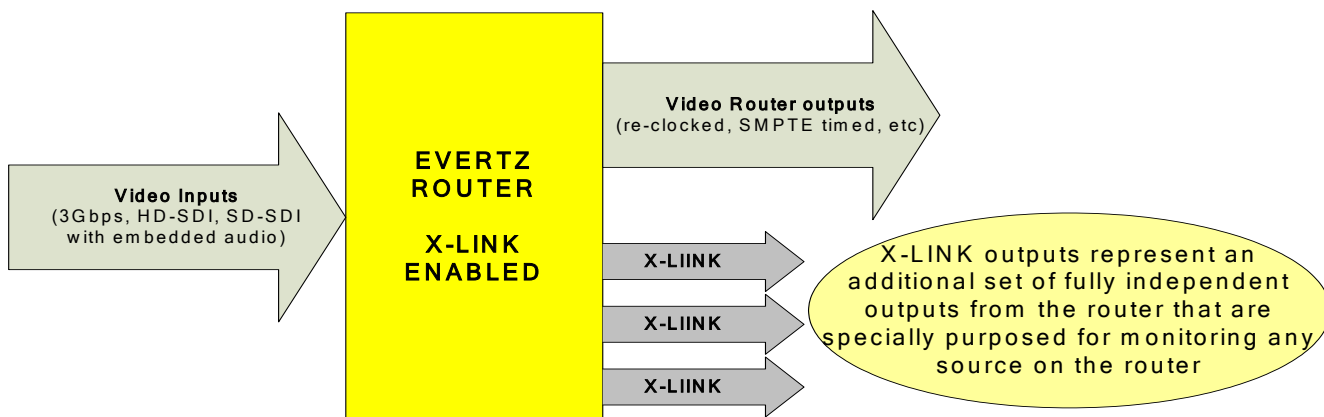 Video Inputs
(3Gbps, HD-SDI, SD-SDI
with embedded audio)
EVERTZ
ROUTER
X-LINK
ENABLED
Video Router outputs
(re-clocked, SMPTE timed, etc)
X-LIINK
X-LIINK
X-LIINK
X-LINK outputs represent an
additional set of fully independent
outputs from the router that are
specially purposed for monitoring any
source on the router